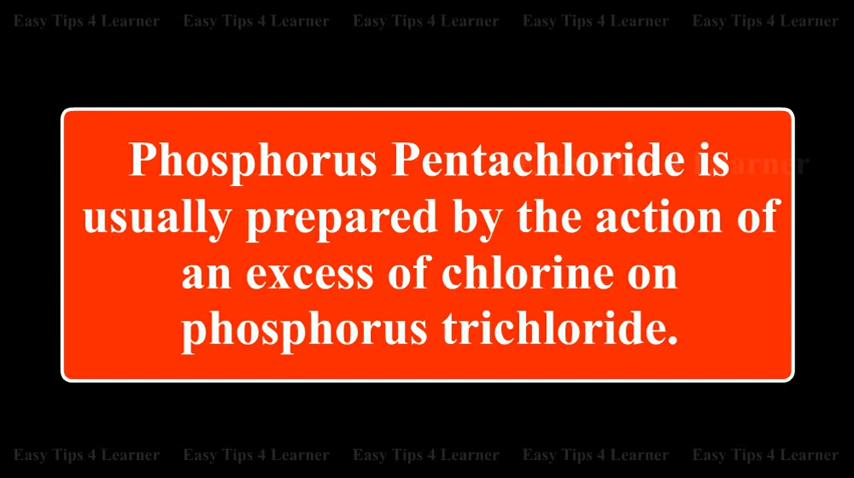 Easy Tips 4 Learner Easy Tips 4 Learner Easy Tips 4 Learner Easy Tips 4 Learner Easy Tips 4 Learner
Phosphorus Pentachloride is
usually prepared by the action of
an excess of chlorine on
phosphorus trichloride.
Easy Tips 4 Learner Easy Tips 4 Learner Easy Tips 4 Learner Easy Tips 4 Learner Easy Tips 4 Learner